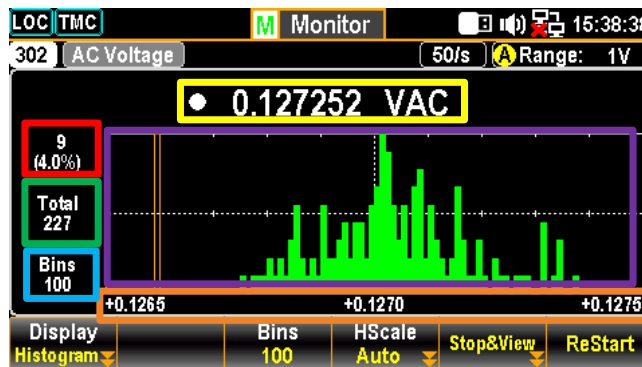 LOC TMC M Monitor 15:38:38
302 AC Voltage 50/s A Range: 1V
0.127252 VAC
9
(4.0%)
Total
227
Bins
100
+0.1265 +0.1270 +0.1275
Display Bins HScale Stop&View ReStart
Histogram 100 Auto